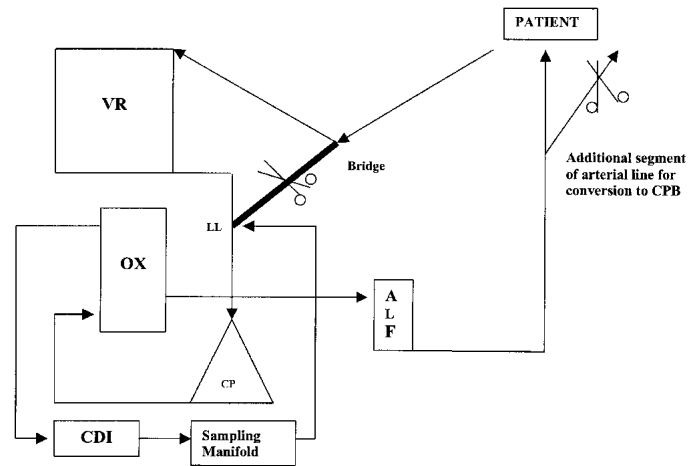 PATIENT
VR
Bridge
Additional segment
of arterial line for
conversion to CPB
LL
OX
A
L
F
CP
CDI
Sampling
Manifold